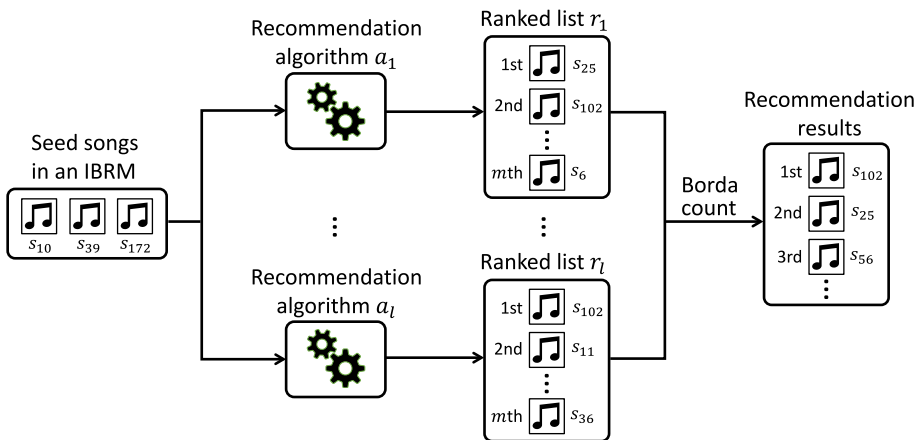 Seed songs
in an IBRM
s₁₀ s₃₉ s₁₇₂
Recommendation
algorithm a₁
⋮
Recommendation
algorithm aₗ
Ranked list r₁
1st s₂₅
2nd s₁₀₂
⋮
mth s₆
⋮
Ranked list rₗ
1st s₁₀₂
2nd s₁₁
⋮
mth s₃₆
Borda
count
Recommendation
results
1st s₁₀₂
2nd s₂₅
3rd s₅₆
⋮